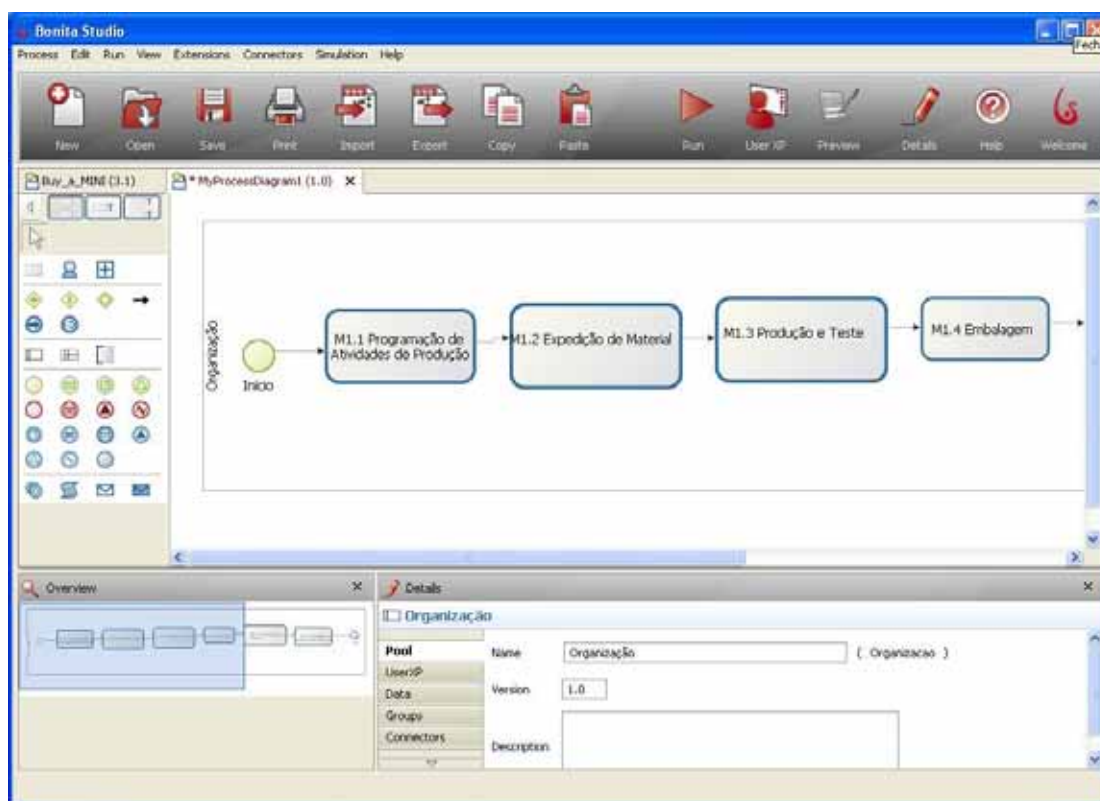 Bonita Studio
Fech
Process Edit Run View Extensions Connectors Simulation Help
New Open Save Print Import Export Copy Paste Run User XP Preview Details Help Welcome
Buy_a_MINI (3.1) * MyProcessDiagram1 (1.0)
Organização
Início
M1.1 Programação de
Atividades de Produção
M1.2 Expedição de Material
M1.3 Produção e Teste
M1.4 Embalagem
Overview
Details
Organização
Pool
UserXP
Data
Groups
Connectors
Name Organização ( Organizacao )
Version 1.0
Description